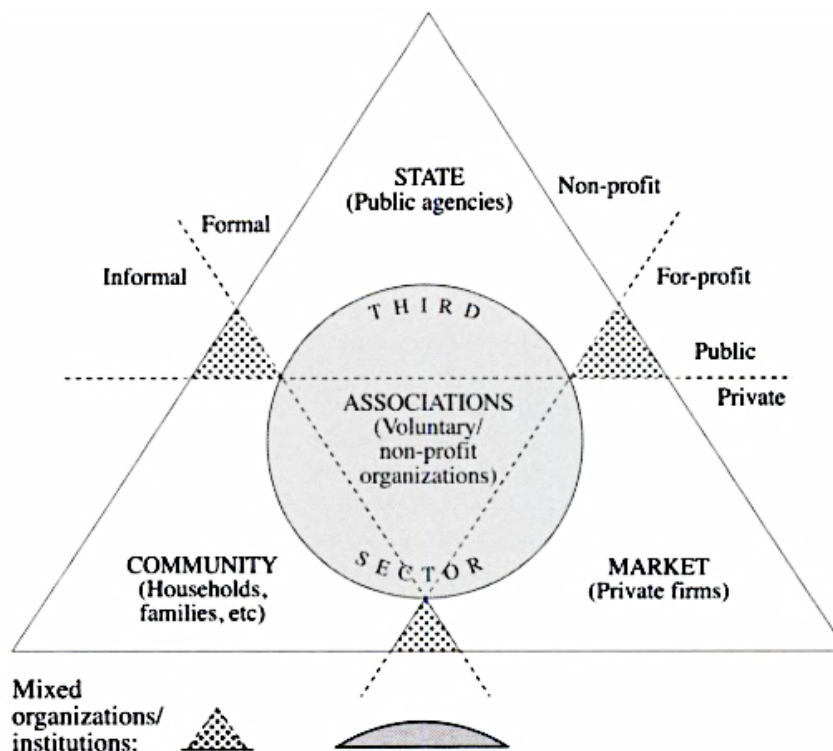 STATE
(Public agencies)
Non-profit
Formal
Informal
For-profit
THIRD
Public
Private
ASSOCIATIONS
(Voluntary/
non-profit
organizations)
SECTOR
COMMUNITY
(Households,
families, etc)
MARKET
(Private firms)
Mixed
organizations/
institutions: